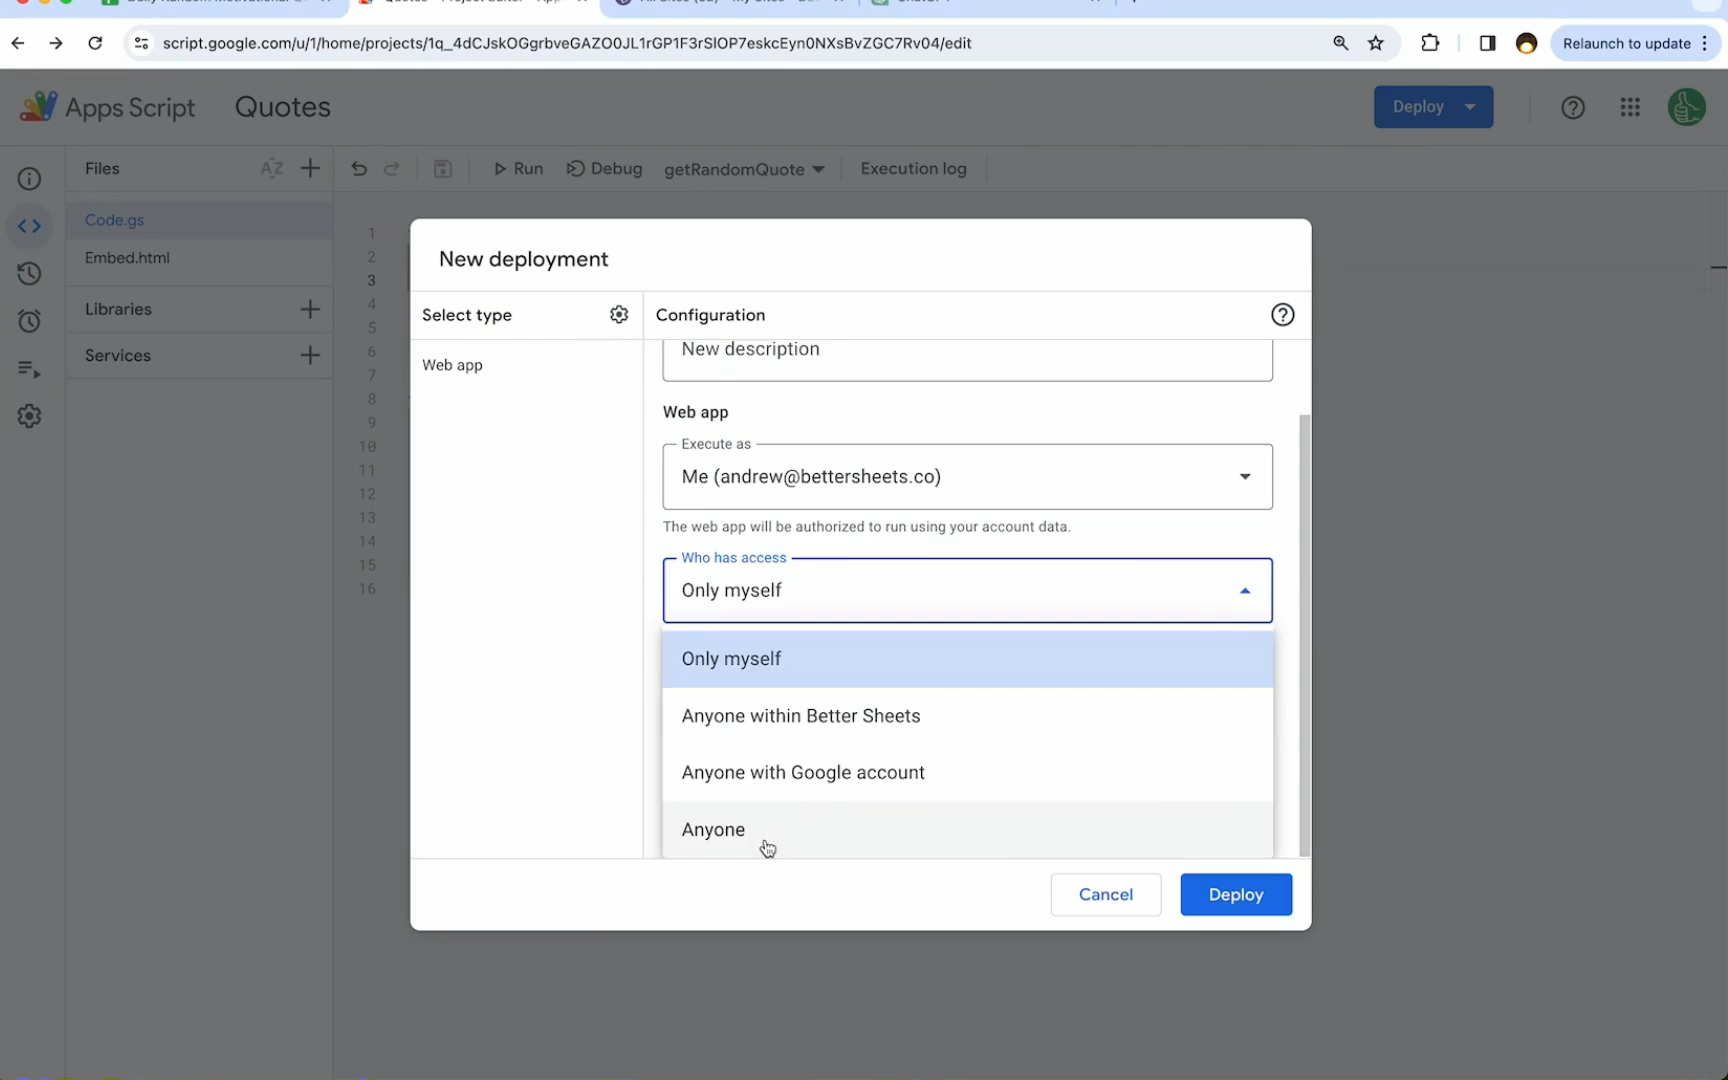 script.google.com/u/1/home/projects/1q_4dCJskOGgrbveGAZO0JL1rGP1F3rSlOP7eskcEyn0NXsBvZGC7Rv04/edit
Relaunch to update
Apps Script
Quotes
Deploy
Files
Run
Debug
getRandomQuote
Execution log
Code.gs
Embed.html
Libraries
Services
1
2
3
4
5
6
7
8
9
10
11
12
13
14
15
16
New deployment
Select type
Configuration
Web app
New description
Web app
Execute as
Me (andrew@bettersheets.co)
The web app will be authorized to run using your account data.
Who has access
Only myself
Only myself
Anyone within Better Sheets
Anyone with Google account
Anyone
Cancel
Deploy